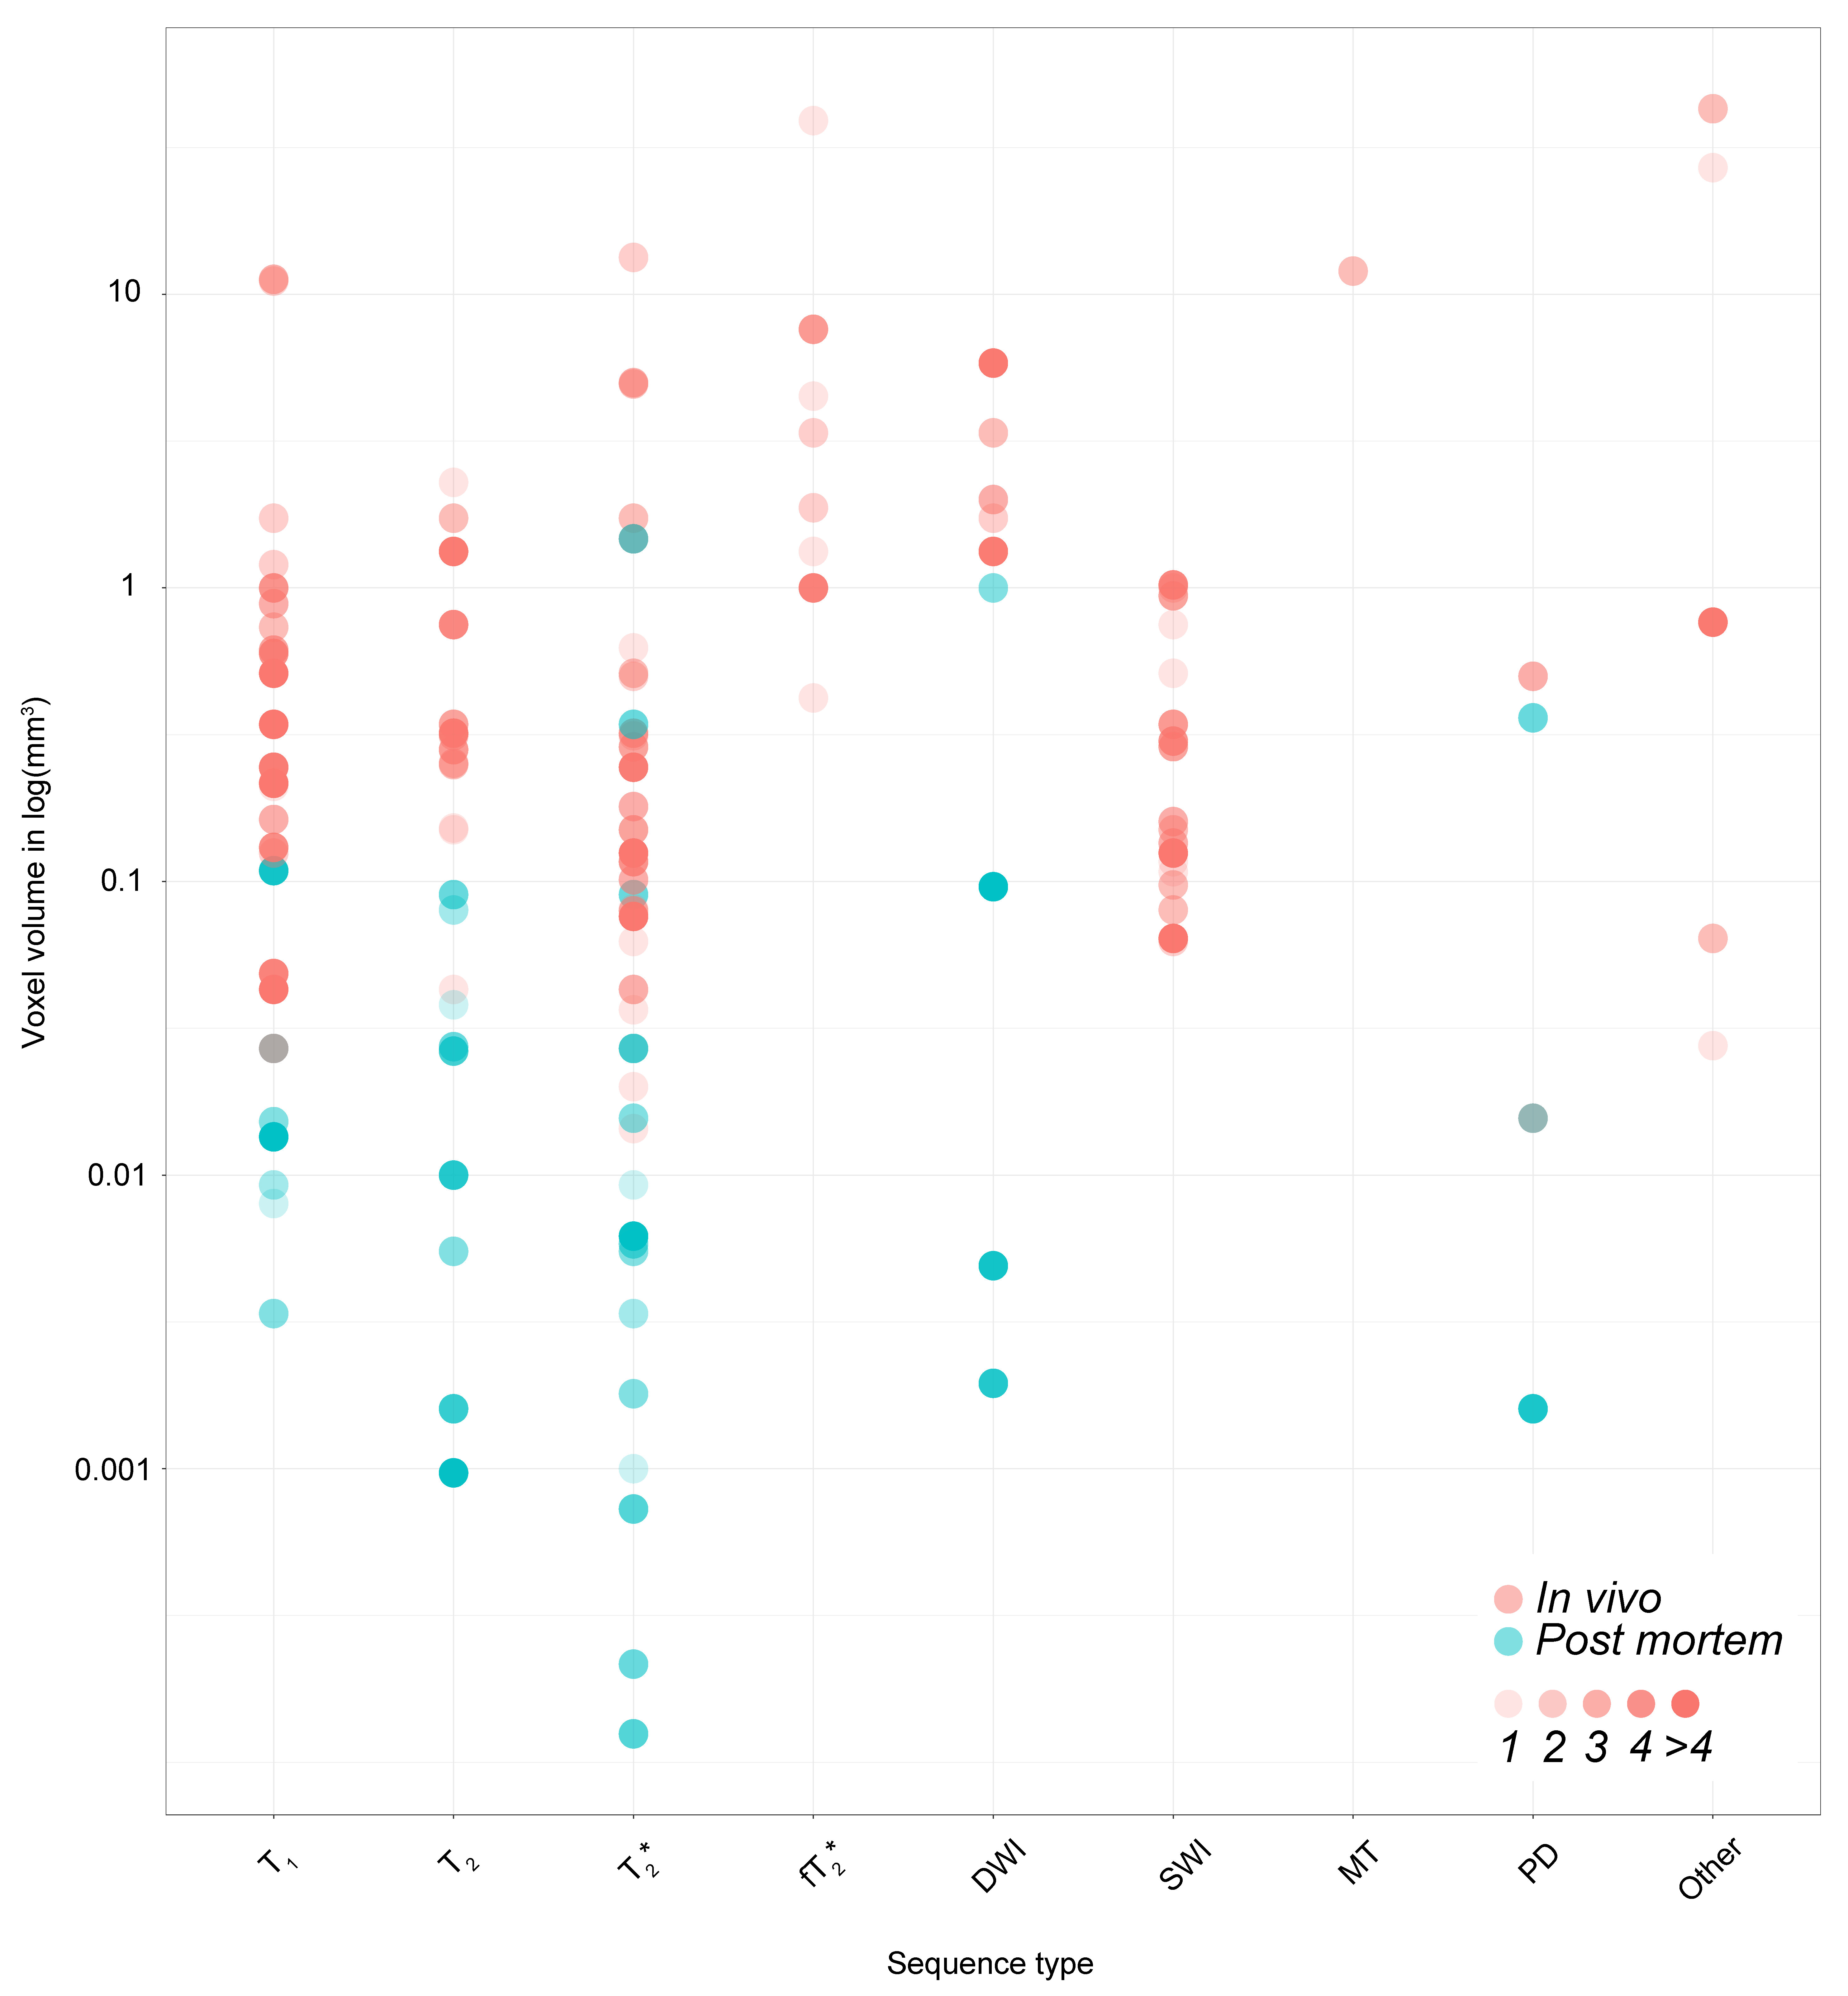 10
1
0.1
0.01
0.001
Voxel volume in log(mm³)
In vivo
Post mortem
1 2 3 4 >4
T₁ T₂ T₂* fT₂* DWI SWI MT PD Other
Sequence type